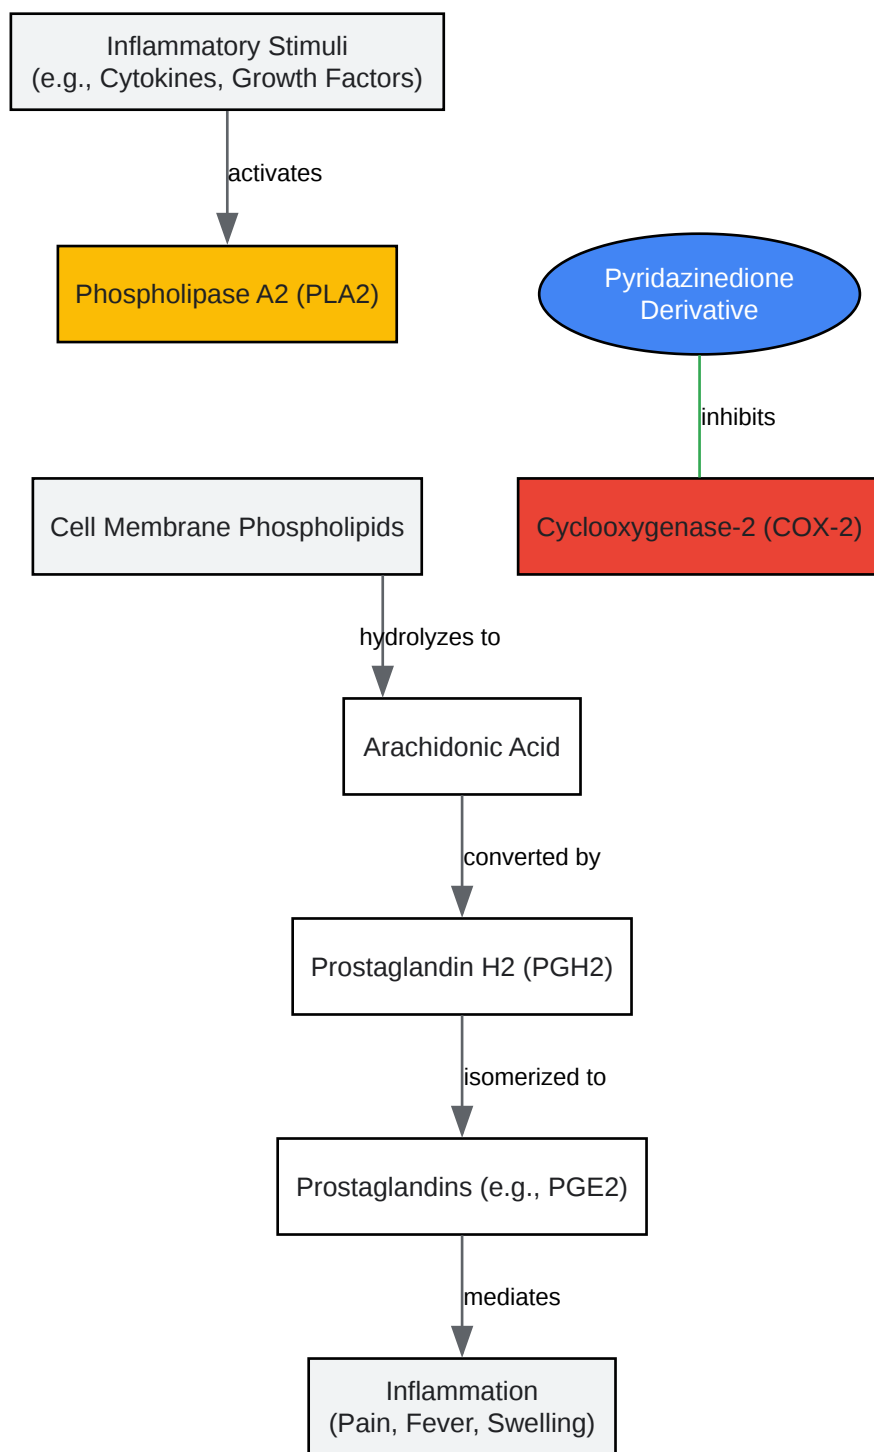 Inflammatory Stimuli
(e.g., Cytokines, Growth Factors)
activates
Phospholipase A2 (PLA2)
Pyridazinedione
Derivative
inhibits
Cell Membrane Phospholipids
Cyclooxygenase-2 (COX-2)
hydrolyzes to
Arachidonic Acid
converted by
Prostaglandin H2 (PGH2)
isomerized to
Prostaglandins (e.g., PGE2)
mediates
Inflammation
(Pain, Fever, Swelling)